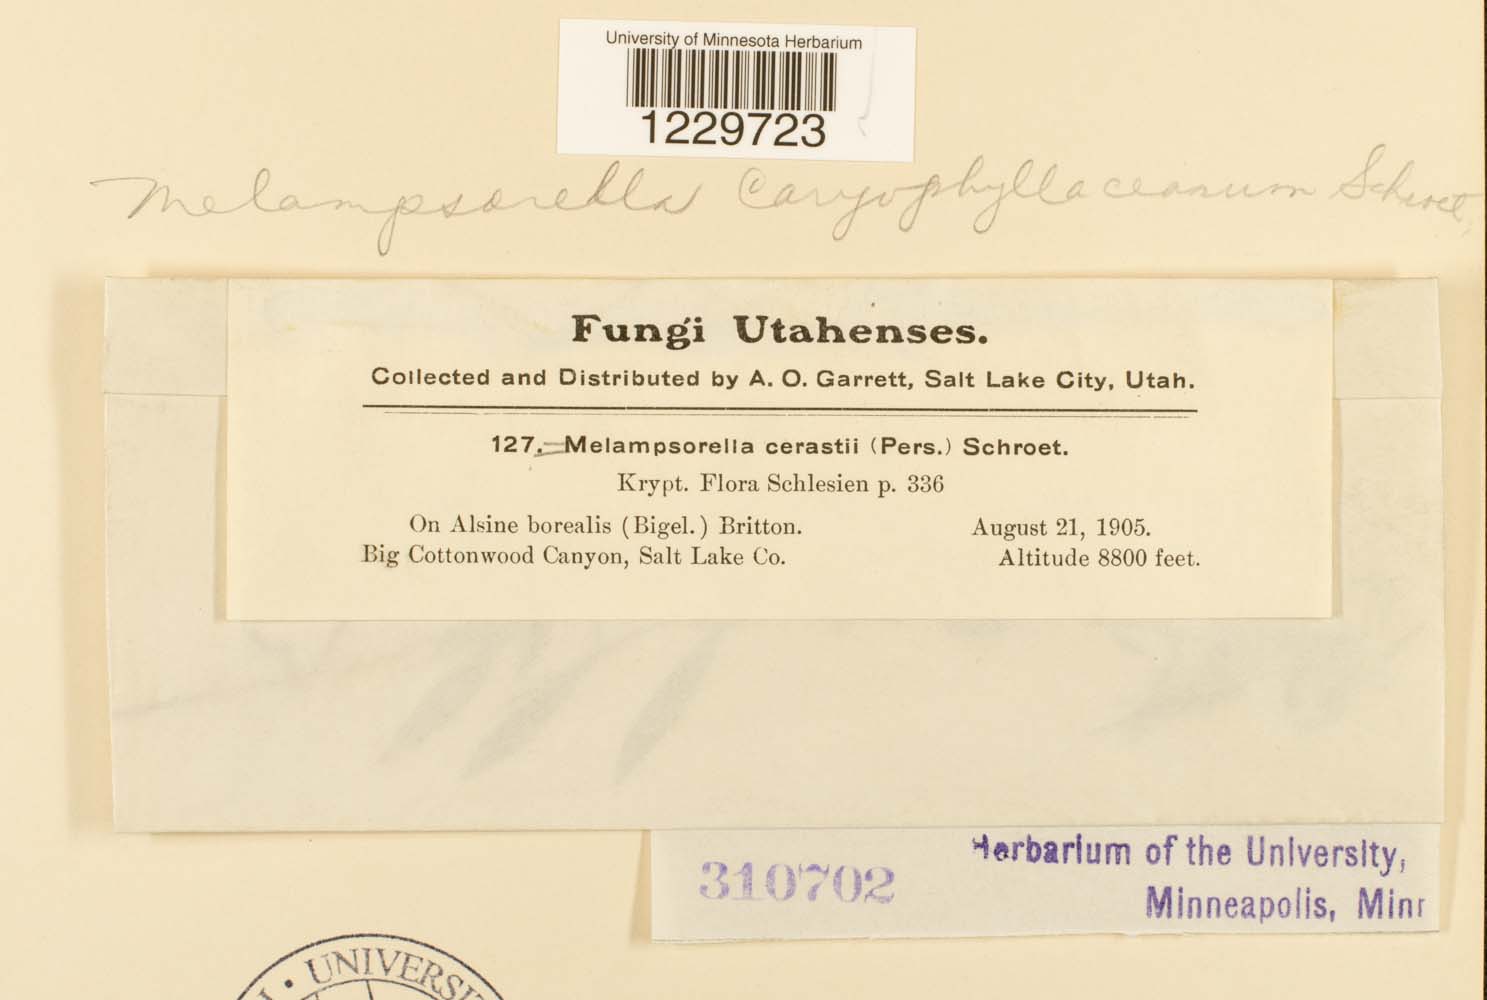 University of Minnesota Herbarium
1229723
Melampsorella Caryophyllaceanum Schroet.
Fungi Utahenses.
Collected and Distributed by A. O. Garrett, Salt Lake City, Utah.
127. Melampsorella cerastii (Pers.) Schroet.
Krypt. Flora Schlesien p. 336
On Alsine borealis (Bigel.) Britton. August 21, 1905.
Big Cottonwood Canyon, Salt Lake Co. Altitude 8800 feet.
310702
Herbarium of the University,
Minneapolis, Minn
• UNIVERSI